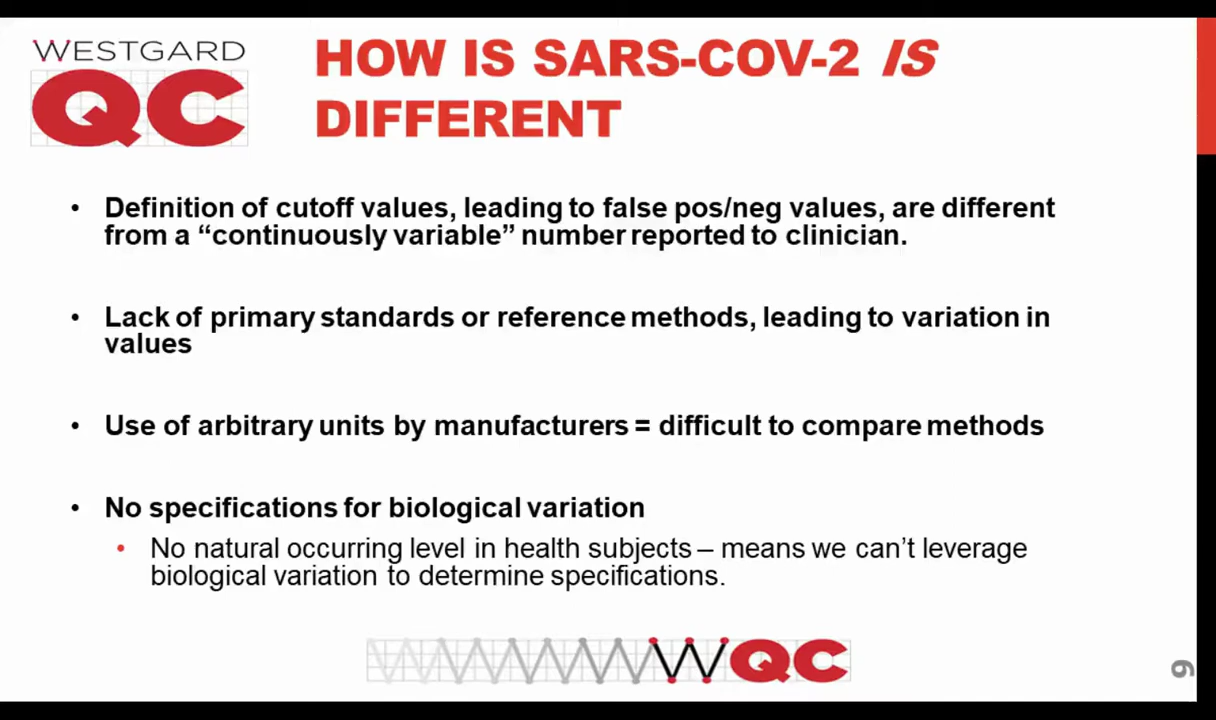 WESTGARD
QC
HOW IS SARS-COV-2 IS
DIFFERENT
• Definition of cutoff values, leading to false pos/neg values, are different
from a “continuously variable” number reported to clinician.
• Lack of primary standards or reference methods, leading to variation in
values
• Use of arbitrary units by manufacturers = difficult to compare methods
• No specifications for biological variation
• No natural occurring level in health subjects – means we can’t leverage
biological variation to determine specifications.
WQC
9